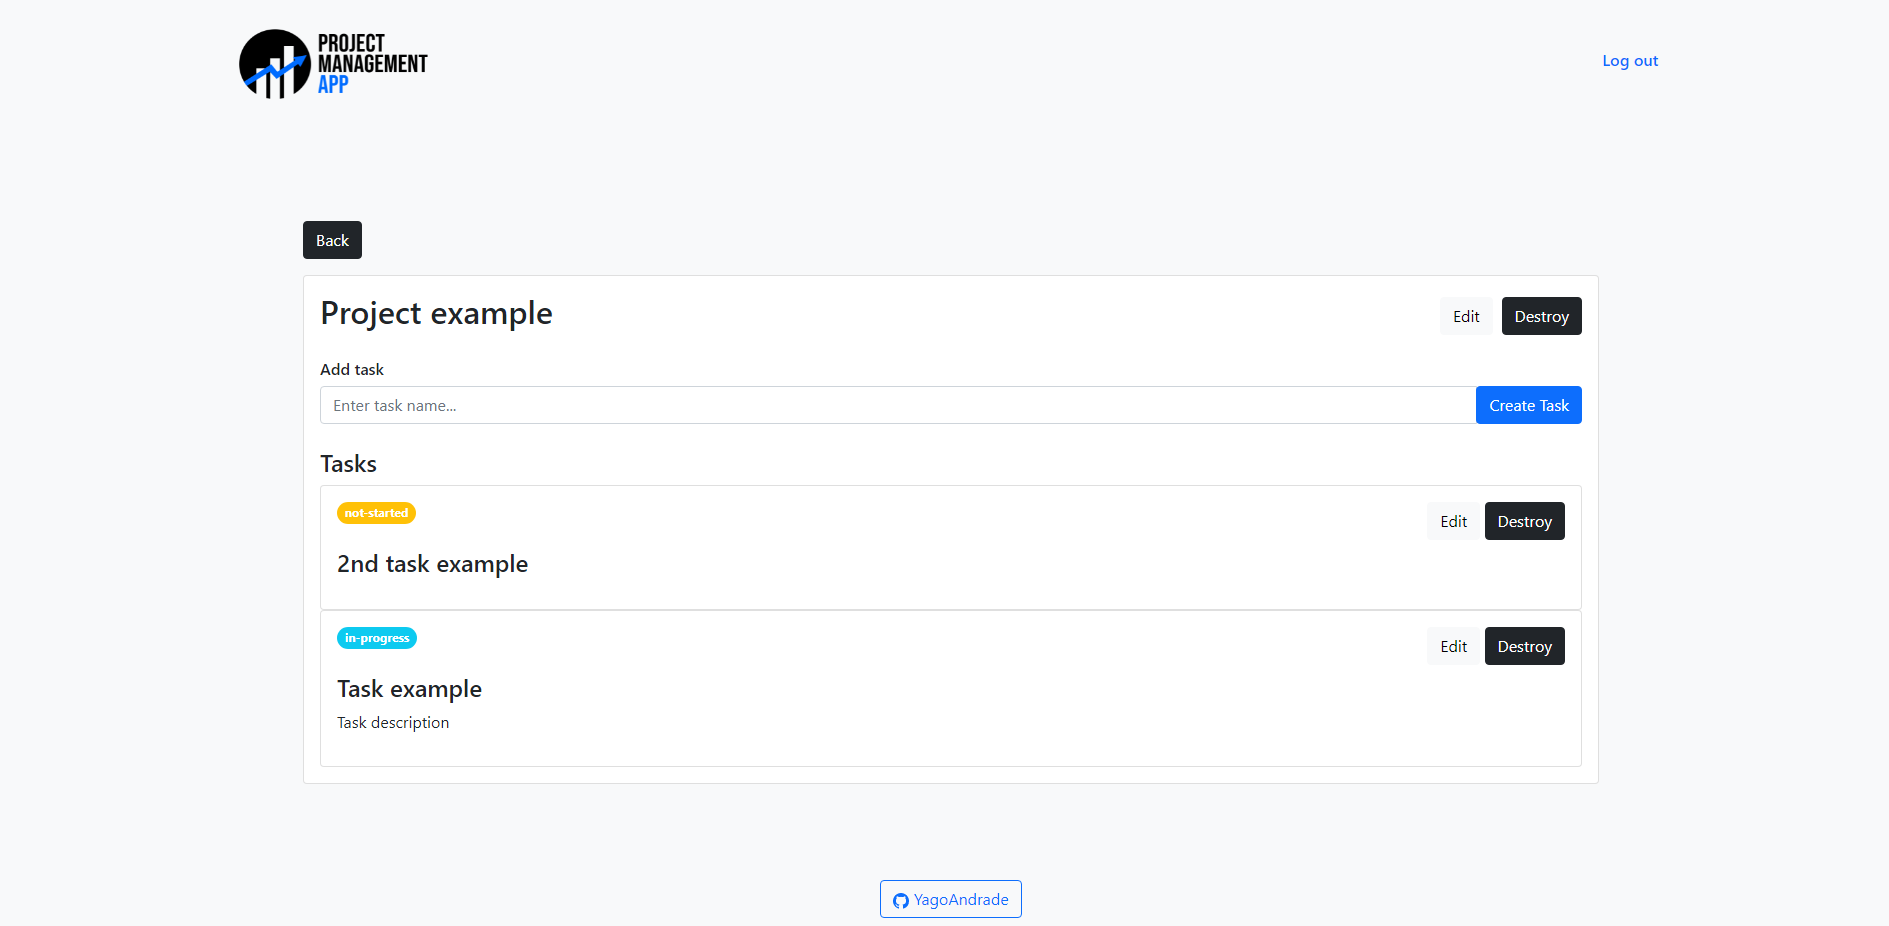 PROJECT
MANAGEMENT
APP
Log out
Back
Project example
Edit
Destroy
Add task
Enter task name...
Create Task
Tasks
not-started
Edit
Destroy
2nd task example
in-progress
Edit
Destroy
Task example
Task description
YagoAndrade